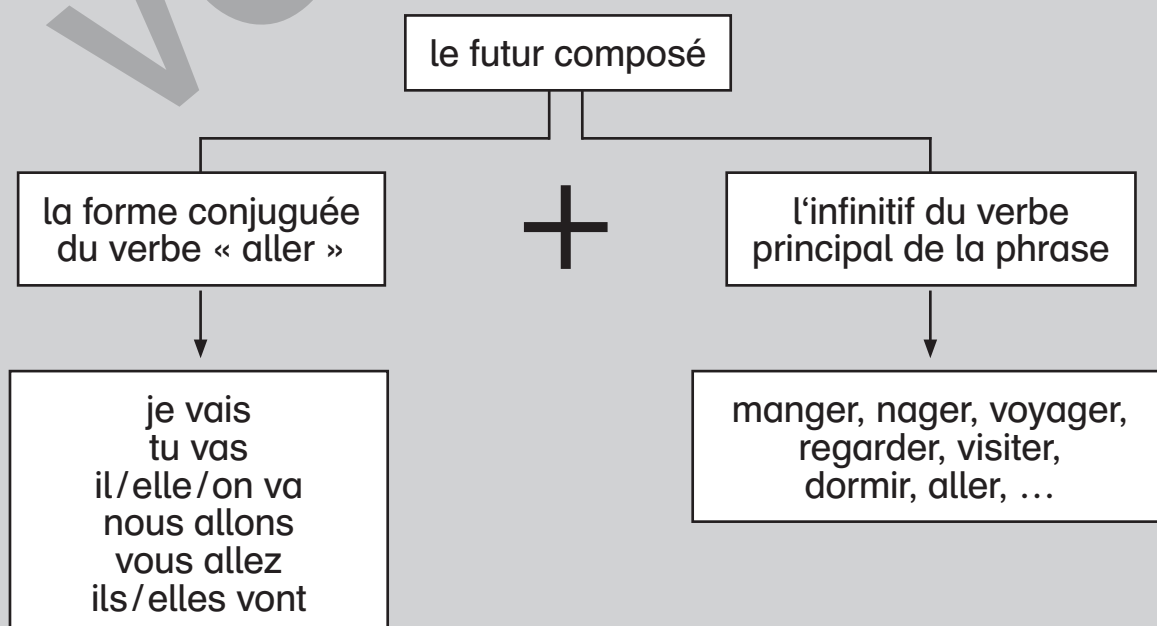 le futur composé
la forme conjuguée
du verbe « aller »
+
l‘infinitif du verbe
principal de la phrase
je vais
tu vas
il/elle/on va
nous allons
vous allez
ils/elles vont
manger, nager, voyager,
regarder, visiter,
dormir, aller, …